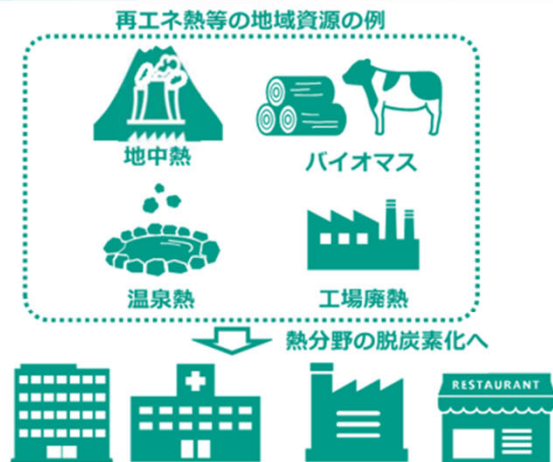 再エネ熱等の地域資源の例
地中熱
バイオマス
温泉熱
工場廃熱
熱分野の脱炭素化へ
RESTAURANT